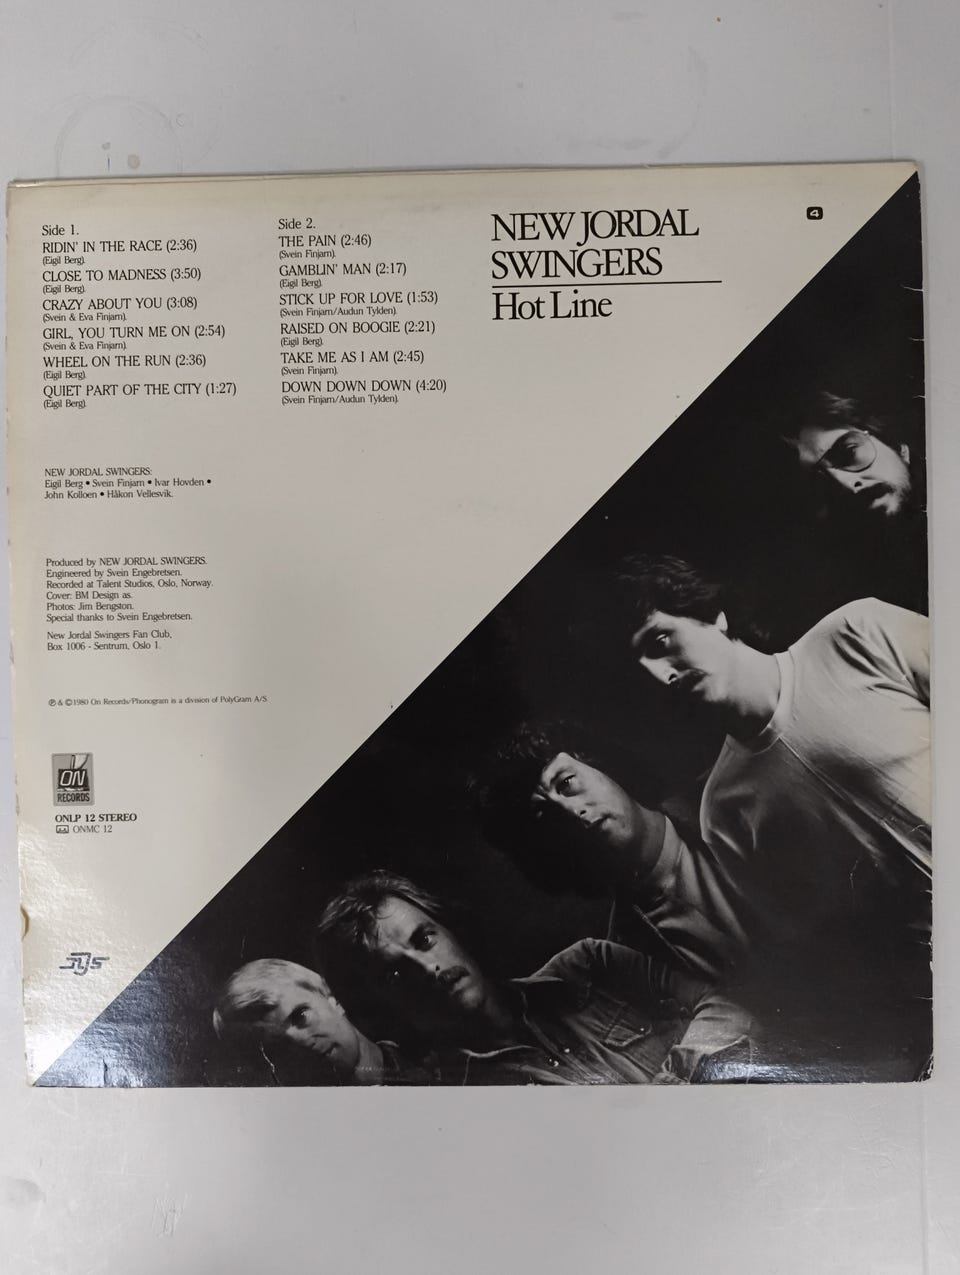 Side 1.
RIDIN' IN THE RACE (2:36)
(Eigil Berg).
CLOSE TO MADNESS (3:50)
(Eigil Berg).
CRAZY ABOUT YOU (3:08)
(Svein & Eva Finjarn).
GIRL, YOU TURN ME ON (2:54)
(Svein & Eva Finjarn).
WHEEL ON THE RUN (2:36)
(Eigil Berg).
QUIET PART OF THE CITY (1:27)
(Eigil Berg).
Side 2.
THE PAIN (2:46)
(Svein Finjarn).
GAMBLIN' MAN (2:17)
(Eigil Berg).
STICK UP FOR LOVE (1:53)
(Svein Finjarn/Audun Tylden).
RAISED ON BOOGIE (2:21)
(Eigil Berg).
TAKE ME AS I AM (2:45)
(Svein Finjarn).
DOWN DOWN DOWN (4:20)
(Svein Finjarn/Audun Tylden).
NEW JORDAL
SWINGERS
Hot Line
4
NEW JORDAL SWINGERS:
Eigil Berg • Svein Finjarn • Ivar Hovden •
John Kolloen • Håkon Vellesvik.
Produced by NEW JORDAL SWINGERS.
Engineered by Svein Engebretsen.
Recorded at Talent Studios, Oslo, Norway.
Cover: BM Design as.
Photos: Jim Bengston.
Special thanks to Svein Engebretsen.
New Jordal Swingers Fan Club,
Box 1006 - Sentrum, Oslo 1.
℗ & ©1980 On Records/Phonogram is a division of PolyGram A/S
ON
RECORDS
ONLP 12 STEREO
ONMC 12
NJS